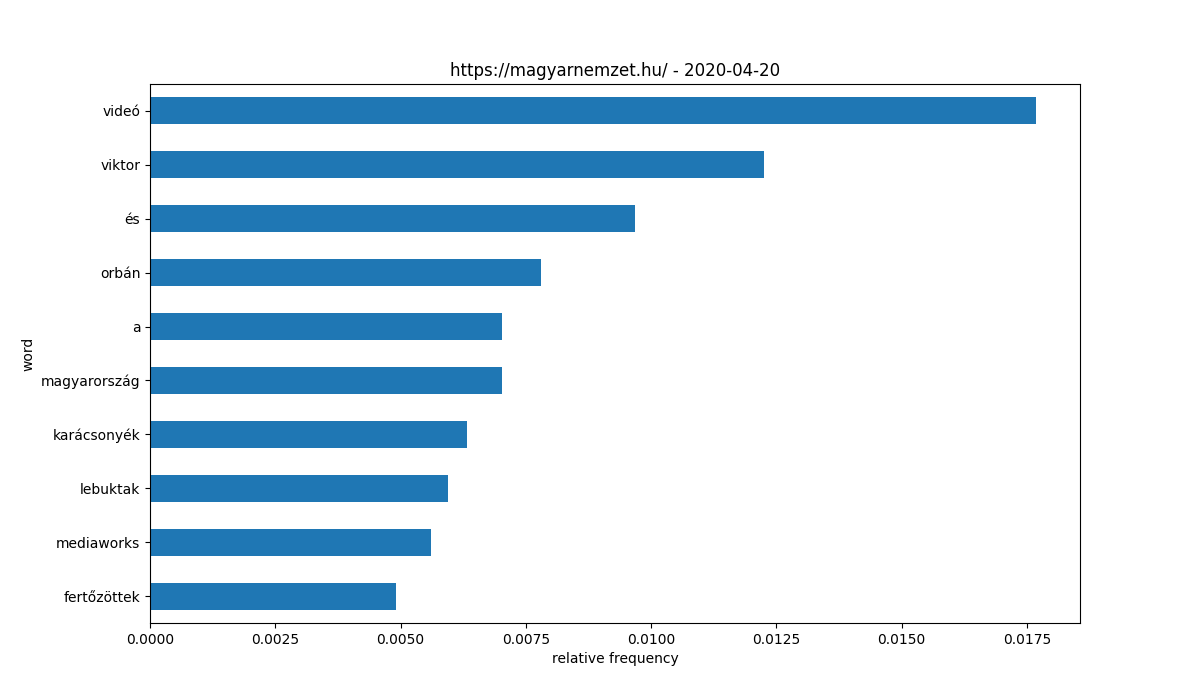 https://magyarnemzet.hu/ - 2020-04-20
videó
viktor
és
orbán
a
magyarország
karácsonyék
lebuktak
mediaworks
fertőzöttek
word
0.0000 0.0025 0.0050 0.0075 0.0100 0.0125 0.0150 0.0175
relative frequency